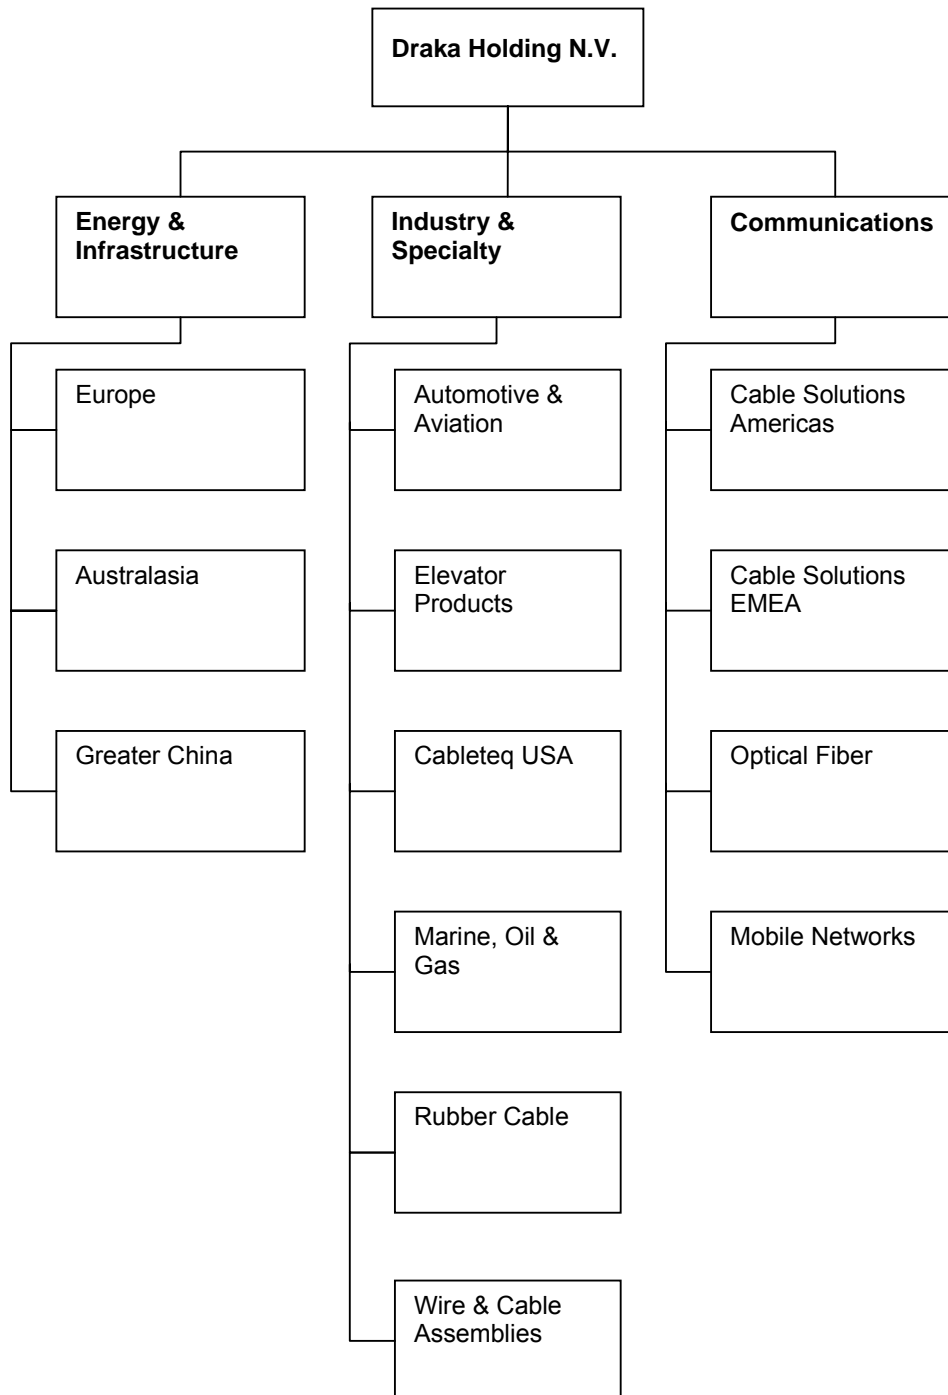 Draka Holding N.V.
Energy &
Infrastructure
Industry &
Specialty
Communications
Europe
Automotive &
Aviation
Cable Solutions
Americas
Australasia
Elevator
Products
Cable Solutions
EMEA
Greater China
Cableteq USA
Optical Fiber
Marine, Oil &
Gas
Mobile Networks
Rubber Cable
Wire & Cable
Assemblies